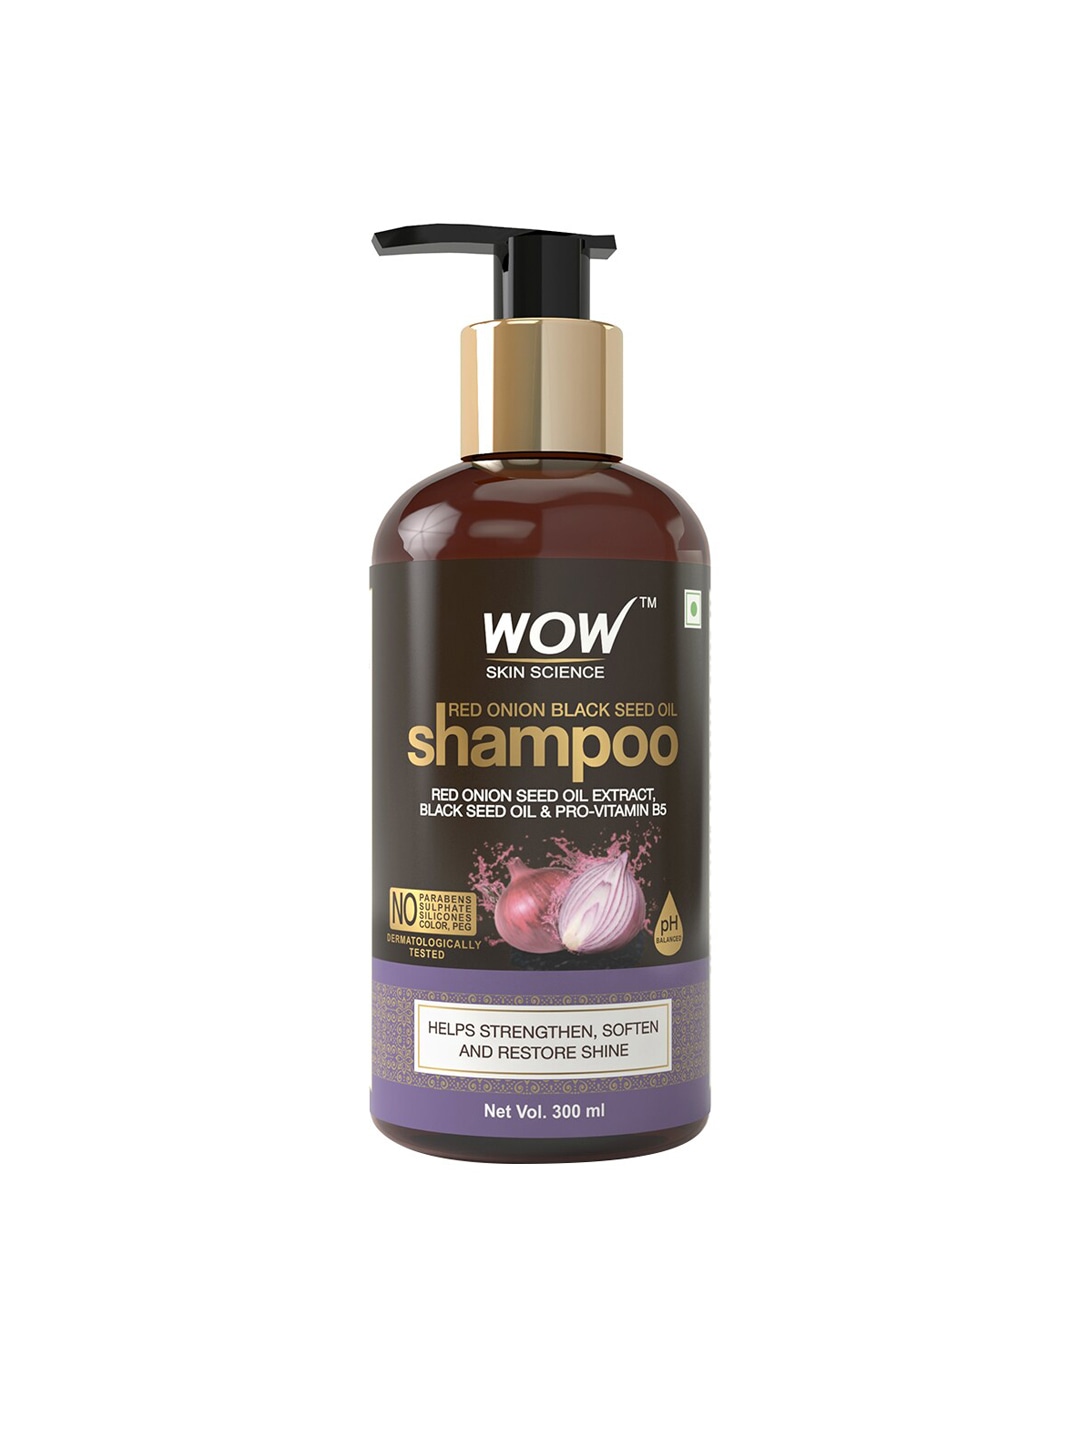 WOW™
SKIN SCIENCE
RED ONION BLACK SEED OIL
shampoo
RED ONION SEED OIL EXTRACT,
BLACK SEED OIL & PRO-VITAMIN B5
NO
PARABENS
SULPHATE
SILICONES
COLOR, PEG
DERMATOLOGICALLY
TESTED
pH
BALANCED
HELPS STRENGTHEN, SOFTEN
AND RESTORE SHINE
Net Vol. 300 ml